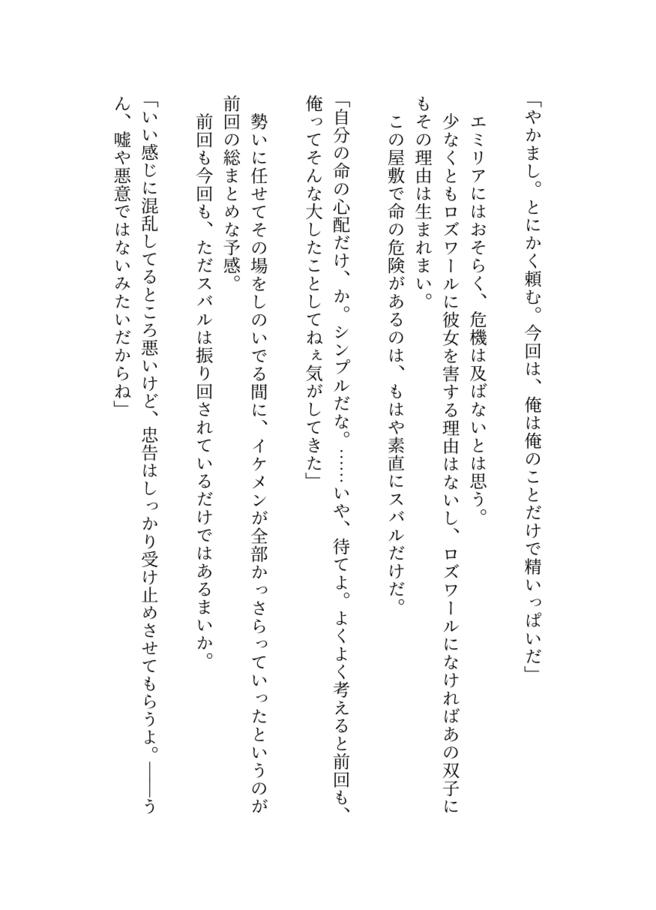 「やかまし。とにかく頼む。今回は、俺は俺のことだけで精いっぱいだ」
エミリアにはおそらく、危機は及ばないとは思う。
少なくともロズワールに彼女を害する理由はないし、ロズワールになければあの双子に
もその理由は生まれまい。
この屋敷で命の危険があるのは、もはや素直にスバルだけだ。
「自分の命の心配だけ、か。シンプルだな。……いや、待てよ。よくよく考えると前回も、
俺ってそんな大したことしてねぇ気がしてきた」
勢いに任せてその場をしのいでる間に、イケメンが全部かっさらっていったというのが
前回の総まとめな予感。
前回も今回も、ただスバルは振り回されているだけではあるまいか。
「いい感じに混乱してるところ悪いけど、忠告はしっかり受け止めさせてもらうよ。――う
ん、嘘や悪意ではないみたいだからね」